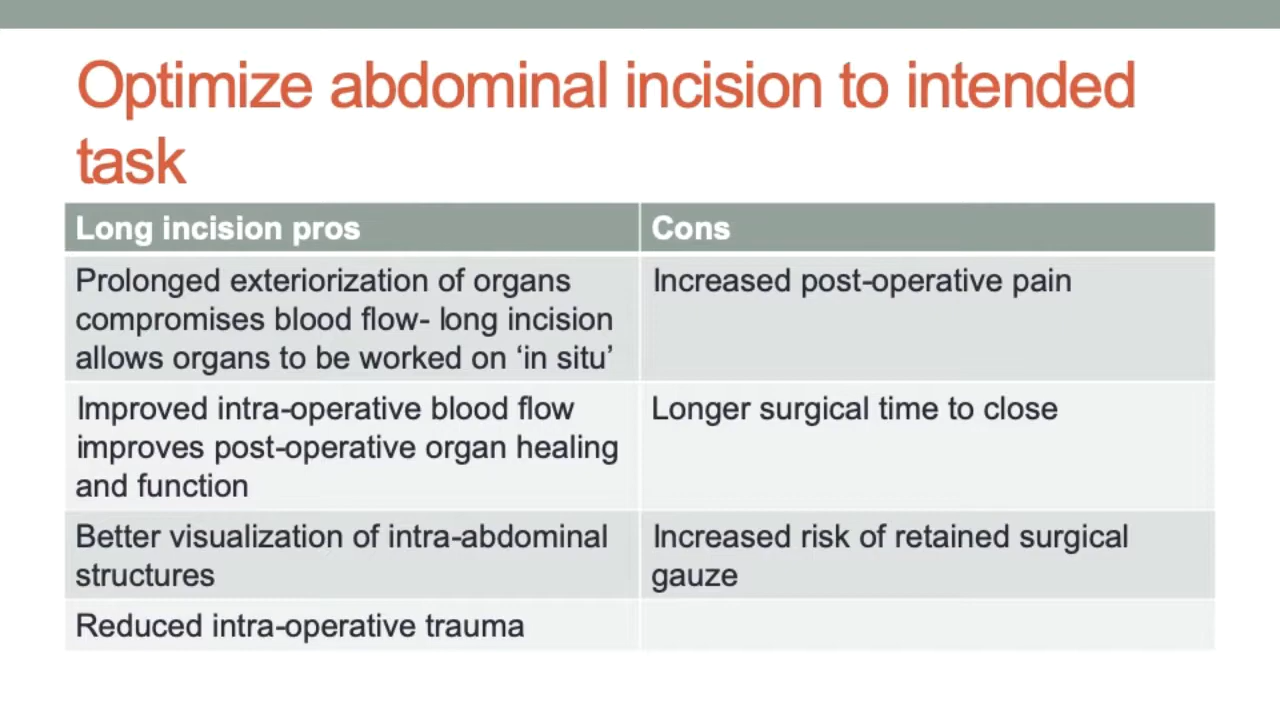 Optimize abdominal incision to intended
task
Long incision pros
Cons
Prolonged exteriorization of organs
compromises blood flow- long incision
allows organs to be worked on ‘in situ’
Increased post-operative pain
Improved intra-operative blood flow
improves post-operative organ healing
and function
Longer surgical time to close
Better visualization of intra-abdominal
structures
Increased risk of retained surgical
gauze
Reduced intra-operative trauma